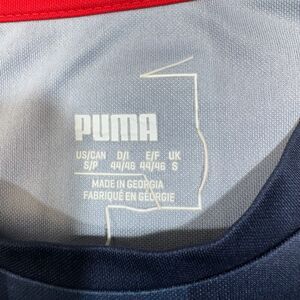 PUMA
US/CAN D/I E/F UK
S/P 44/46 44/46 S
MADE IN GEORGIA
FABRIQUÉ EN GÉORGIE